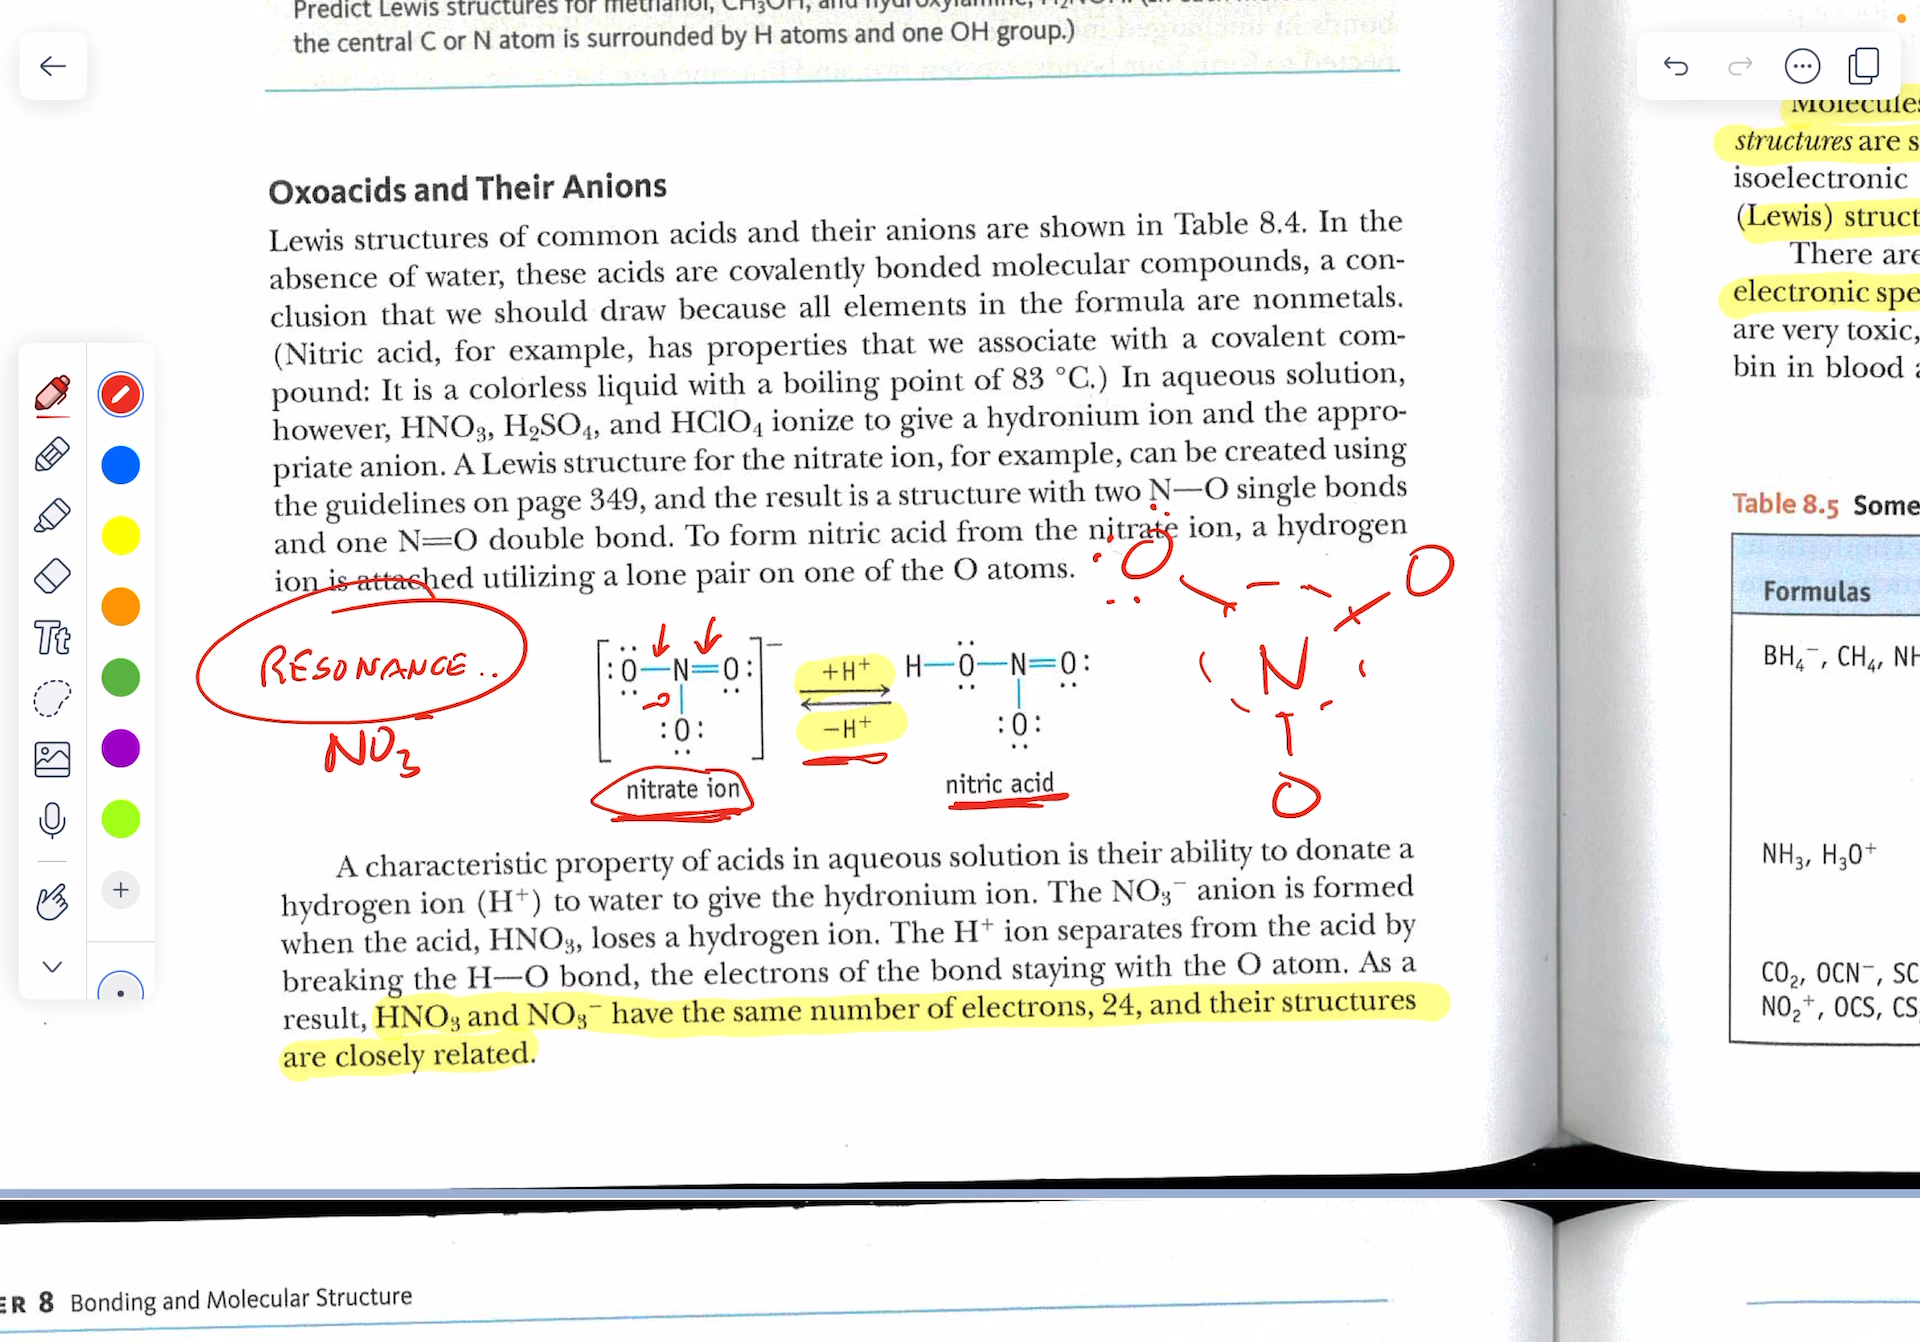 Predict Lewis structures for methanol, CH₃OH, and hydroxylamine, H₂NOH.
the central C or N atom is surrounded by H atoms and one OH group.)
Oxoacids and Their Anions
Lewis structures of common acids and their anions are shown in Table 8.4. In the
absence of water, these acids are covalently bonded molecular compounds, a con-
clusion that we should draw because all elements in the formula are nonmetals.
(Nitric acid, for example, has properties that we associate with a covalent com-
pound: It is a colorless liquid with a boiling point of 83 °C.) In aqueous solution,
however, HNO₃, H₂SO₄, and HClO₄ ionize to give a hydronium ion and the appro-
priate anion. A Lewis structure for the nitrate ion, for example, can be created using
the guidelines on page 349, and the result is a structure with two N—O single bonds
and one N=O double bond. To form nitric acid from the nitrate ion, a hydrogen
ion is attached utilizing a lone pair on one of the O atoms.
RESONANCE..
NO₃
[:O—N=O:]⁻
:O:
nitrate ion
+H⁺
−H⁺
H—O—N=O:
:O:
nitric acid
O
O
N
O
A characteristic property of acids in aqueous solution is their ability to donate a
hydrogen ion (H⁺) to water to give the hydronium ion. The NO₃⁻ anion is formed
when the acid, HNO₃, loses a hydrogen ion. The H⁺ ion separates from the acid by
breaking the H—O bond, the electrons of the bond staying with the O atom. As a
result, HNO₃ and NO₃⁻ have the same number of electrons, 24, and their structures
are closely related.
Molecules
structures are s
isoelectronic
(Lewis) struct
There are
electronic spe
are very toxic,
bin in blood a
Table 8.5 Some
Formulas
BH₄⁻, CH₄, NH
NH₃, H₃O⁺
CO₂, OCN⁻, SC
NO₂⁺, OCS, CS
ER 8 Bonding and Molecular Structure
Tt